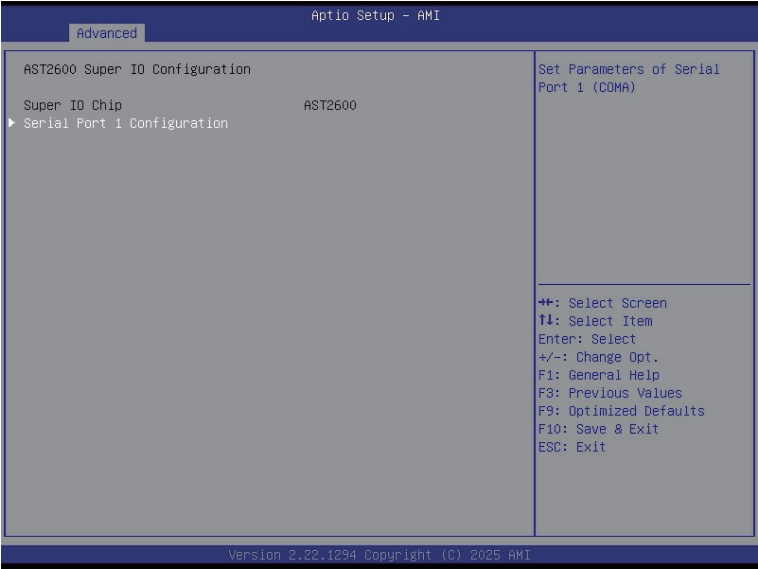 Aptio Setup – AMI
Advanced
AST2600 Super IO Configuration
Super IO Chip AST2600
▶ Serial Port 1 Configuration
Set Parameters of Serial
Port 1 (COMA)
→←: Select Screen
↑↓: Select Item
Enter: Select
+/-: Change Opt.
F1: General Help
F3: Previous Values
F9: Optimized Defaults
F10: Save & Exit
ESC: Exit
Version 2.22.1294 Copyright (C) 2025 AMI